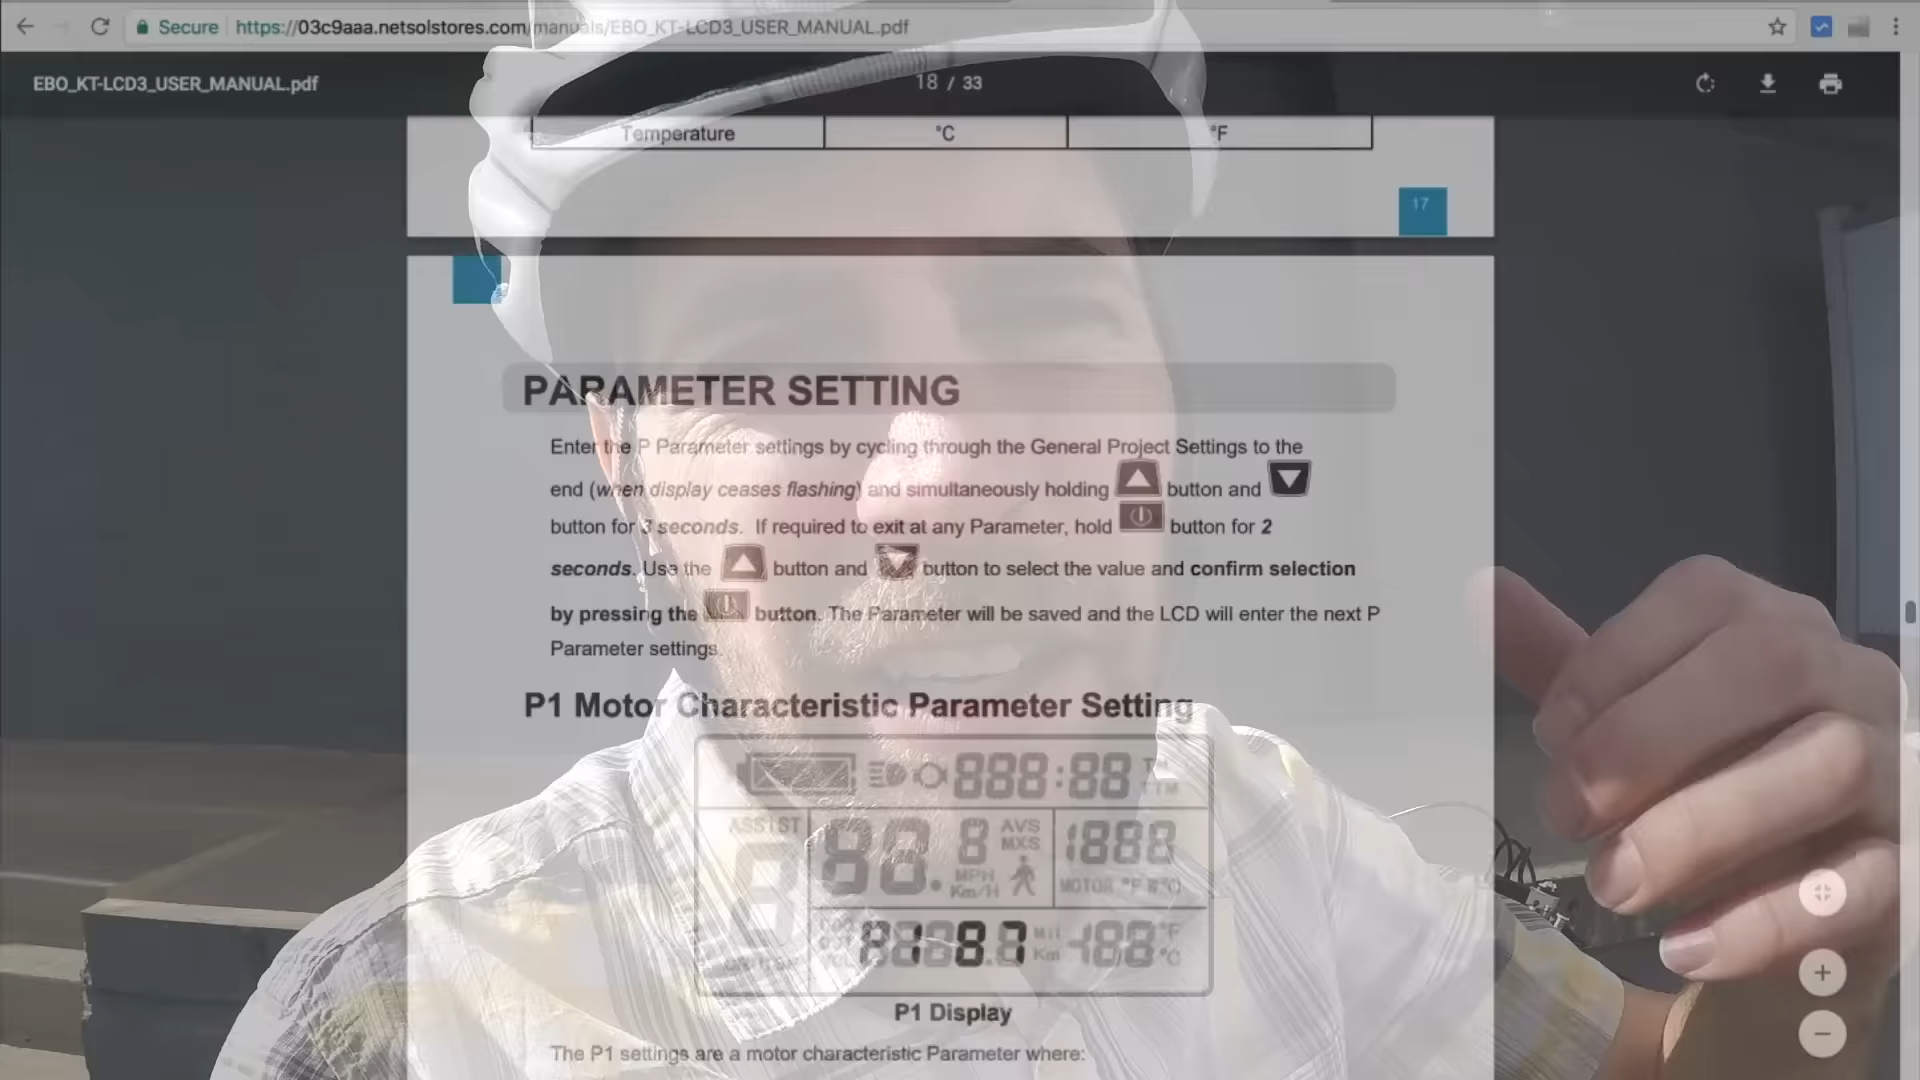 Secure https://03c9aaa.netsolstores.com/manuals/EBO_KT-LCD3_USER_MANUAL.pdf
EBO_KT-LCD3_USER_MANUAL.pdf 18 / 33
Temperature °C °F
17
PARAMETER SETTING
Enter the P Parameter settings by cycling through the General Project Settings to the
end (when display ceases flashing) and simultaneously holding button and
button for 3 seconds. If required to exit at any Parameter, hold button for 2
seconds. Use the button and button to select the value and confirm selection
by pressing the button. The Parameter will be saved and the LCD will enter the next P
Parameter settings.
P1 Motor Characteristic Parameter Setting
888:88
ASSIST 88.8 AVS 1888
MXS
MPH
Km/H MOTOR
P1 87 Km
P1 Display
The P1 settings are a motor characteristic Parameter where: